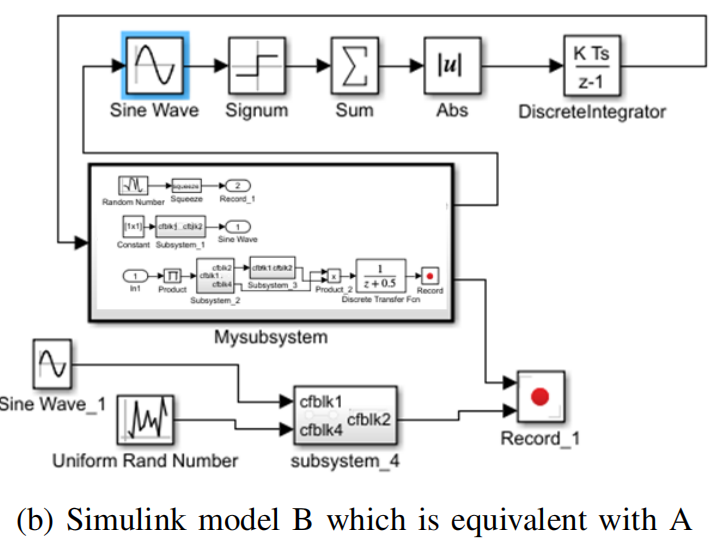 |u|
K Ts
z-1
Sine Wave Signum Sum Abs DiscreteIntegrator
squeeze 2
Random Number Squeeze Record_1
[1x1] cfblk1 cfblk2 1
Constant Subsystem_1 Sine Wave
1 cfblk1 cfblk2 cfblk4 cfblk1 cfblk2 x 1
z + 0.5
In1 Product Subsystem_2 Subsystem_3 Product_2 Discrete Transfer Fcn Record
Mysubsystem
Sine Wave_1
cfblk1
cfblk4 cfblk2
Uniform Rand Number subsystem_4 Record_1
(b) Simulink model B which is equivalent with A